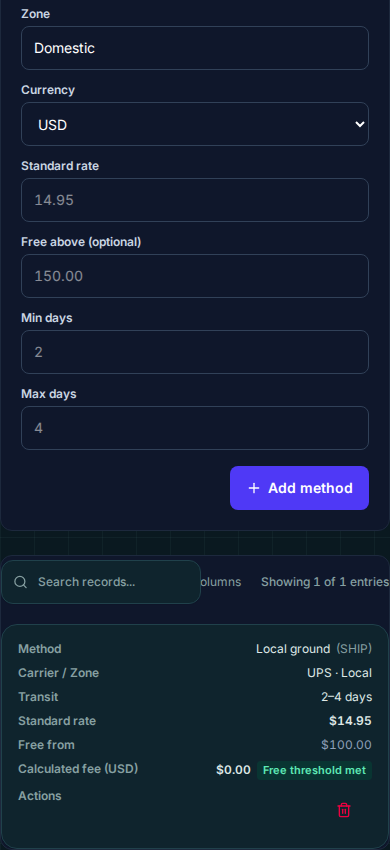 Zone
Domestic
Currency
USD
Standard rate
14.95
Free above (optional)
150.00
Min days
2
Max days
4
+ Add method
Search records... olumns Showing 1 of 1 entries
Method Local ground (SHIP)
Carrier / Zone UPS · Local
Transit 2–4 days
Standard rate $14.95
Free from $100.00
Calculated fee (USD) $0.00 Free threshold met
Actions